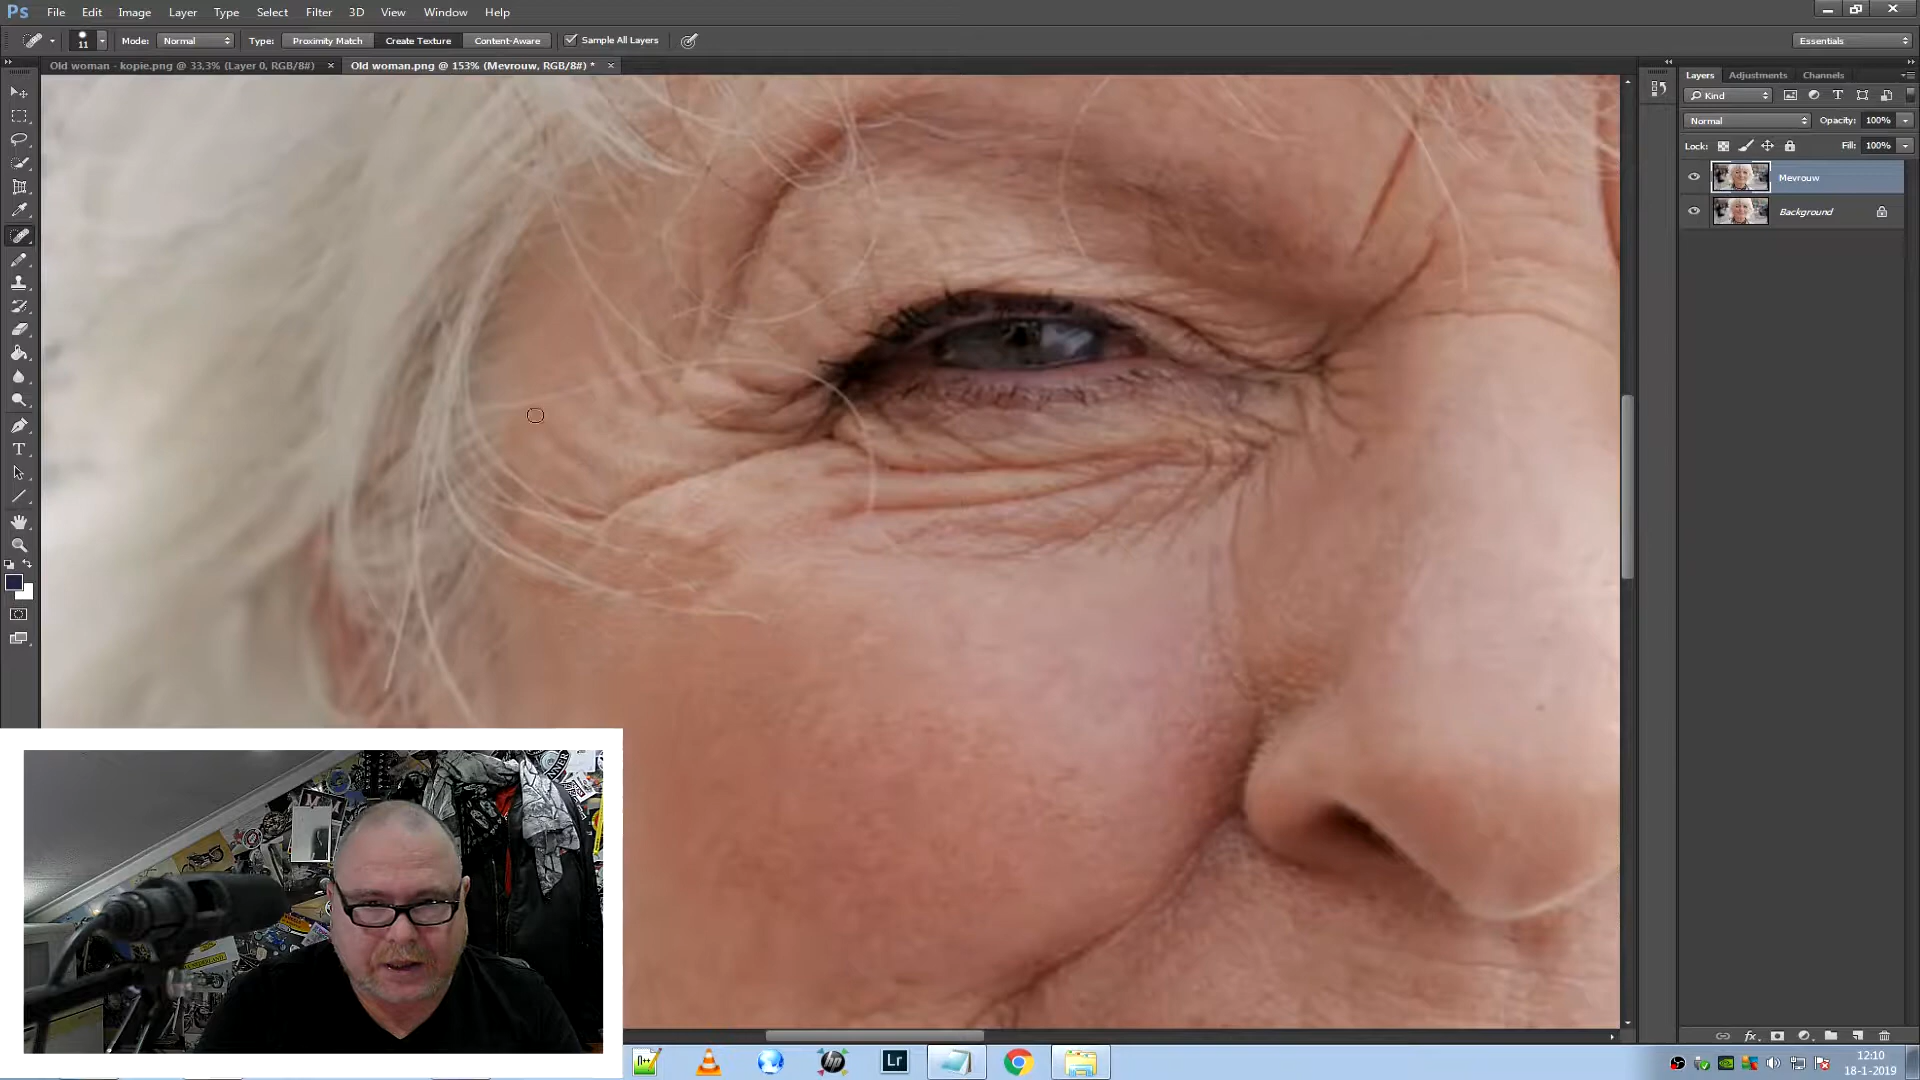 Ps File Edit Image Layer Type Select Filter 3D View Window Help
11 Mode: Normal Type: Proximity Match Create Texture Content-Aware Sample All Layers Essentials
Old woman - kopie.png @ 33,3% (Layer 0, RGB/8#) × Old woman.png @ 153% (Mevrouw, RGB/8#) * ×
Layers Adjustments Channels
Kind
Normal Opacity: 100%
Lock: Fill: 100%
Mevrouw
Background
fx
Lr
12:10
18-1-2019